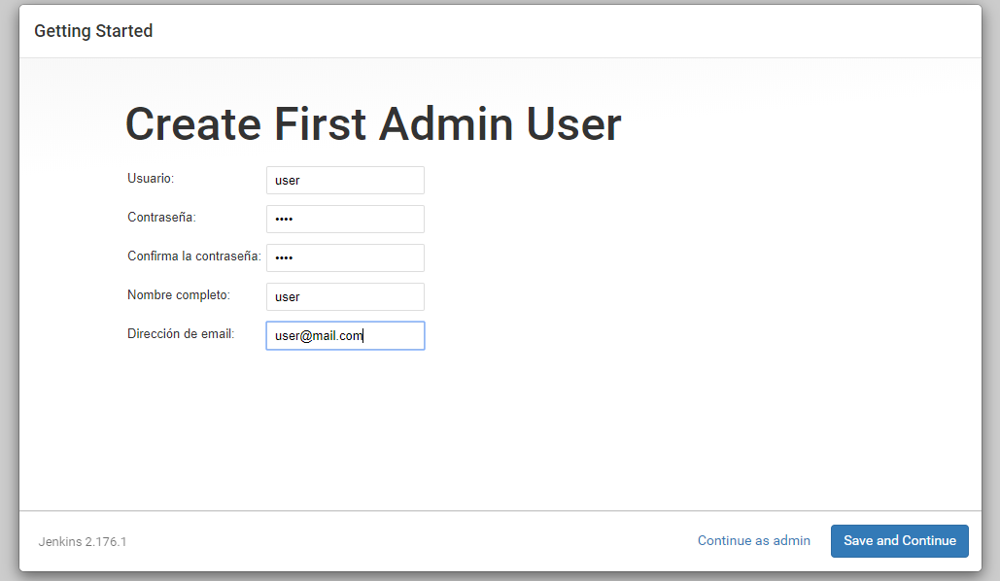 Getting Started
Create First Admin User
Usuario: user
Contraseña: ••••
Confirma la contraseña: ••••
Nombre completo: user
Dirección de email: user@mail.com
Jenkins 2.176.1 Continue as admin Save and Continue